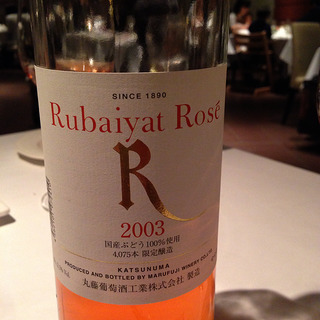 SINCE 1890
Rubaiyat Rosé
R
2003
国産ぶどう100%使用
4,075本 限定醸造
KATSUNUMA
PRODUCED AND BOTTLED BY MARUFUJI WINERY CO., LTD
丸藤葡萄酒工業株式会社 製造